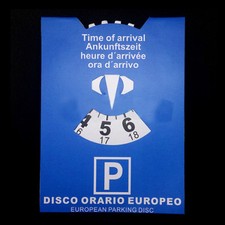 Time of arrival
Ankunftszeit
heure d'arrivée
ora d'arrivo
4 5 6
16 17 18
P
DISCO ORARIO EUROPEO
EUROPEAN PARKING DISC